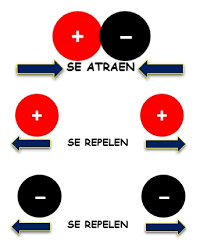 + −
SE ATRAEN
+ +
SE REPELEN
− −
SE REPELEN